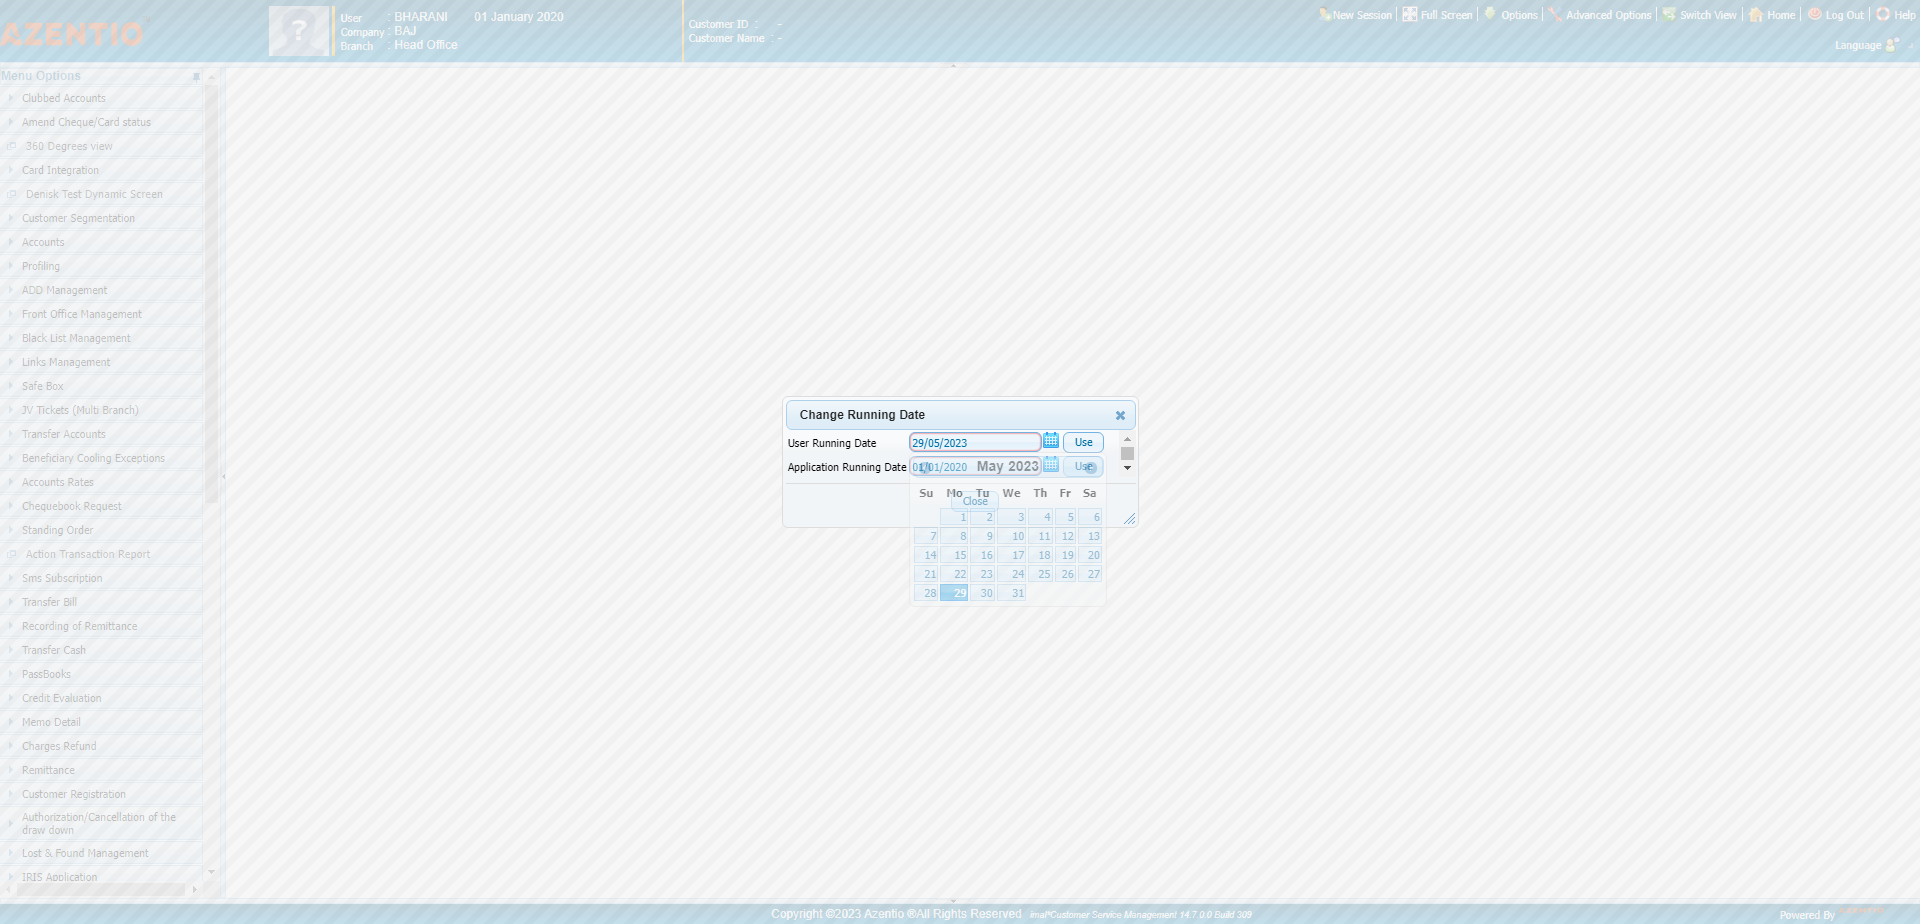 AZENTIO
User : BHARANI 01 January 2020
Company : BAJ
Branch : Head Office
Customer ID : -
Customer Name : -
New Session Full Screen Options Advanced Options Switch View Home Log Out Help
Language
Menu Options
Clubbed Accounts
Amend Cheque/Card status
360 Degrees view
Card Integration
Denisk Test Dynamic Screen
Customer Segmentation
Accounts
Profiling
ADD Management
Front Office Management
Black List Management
Links Management
Safe Box
JV Tickets (Multi Branch)
Transfer Accounts
Beneficiary Cooling Exceptions
Accounts Rates
Chequebook Request
Standing Order
Action Transaction Report
Sms Subscription
Transfer Bill
Recording of Remittance
Transfer Cash
PassBooks
Credit Evaluation
Memo Detail
Charges Refund
Remittance
Customer Registration
Authorization/Cancellation of the
draw down
Lost & Found Management
IRIS Application
Change Running Date
User Running Date 29/05/2023 Use
Application Running Date 01/01/2020 Use
May 2023
Su Mo Tu We Th Fr Sa
Close
1 2 3 4 5 6
7 8 9 10 11 12 13
14 15 16 17 18 19 20
21 22 23 24 25 26 27
28 29 30 31
Copyright ©2023 Azentio ®All Rights Reserved imal®Customer Service Management 14.7.0.0 Build 309
Powered By